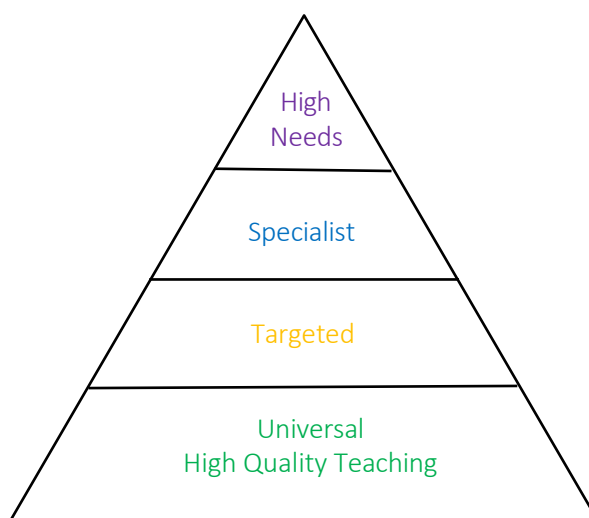 High
Needs
Specialist
Targeted
Universal
High Quality Teaching